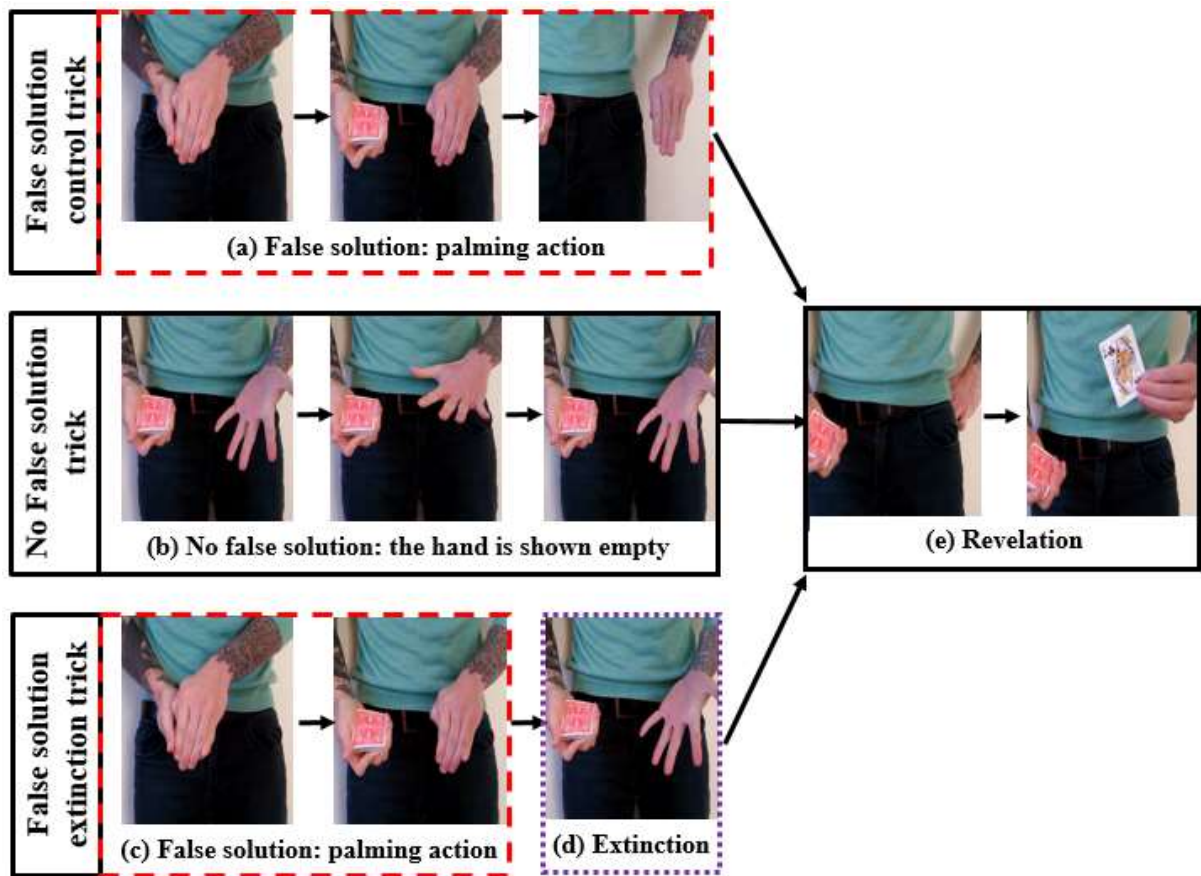 False solution
control trick
(a) False solution: palming action
No False solution
trick
(b) No false solution: the hand is shown empty
(e) Revelation
False solution
extinction trick
(c) False solution: palming action
(d) Extinction